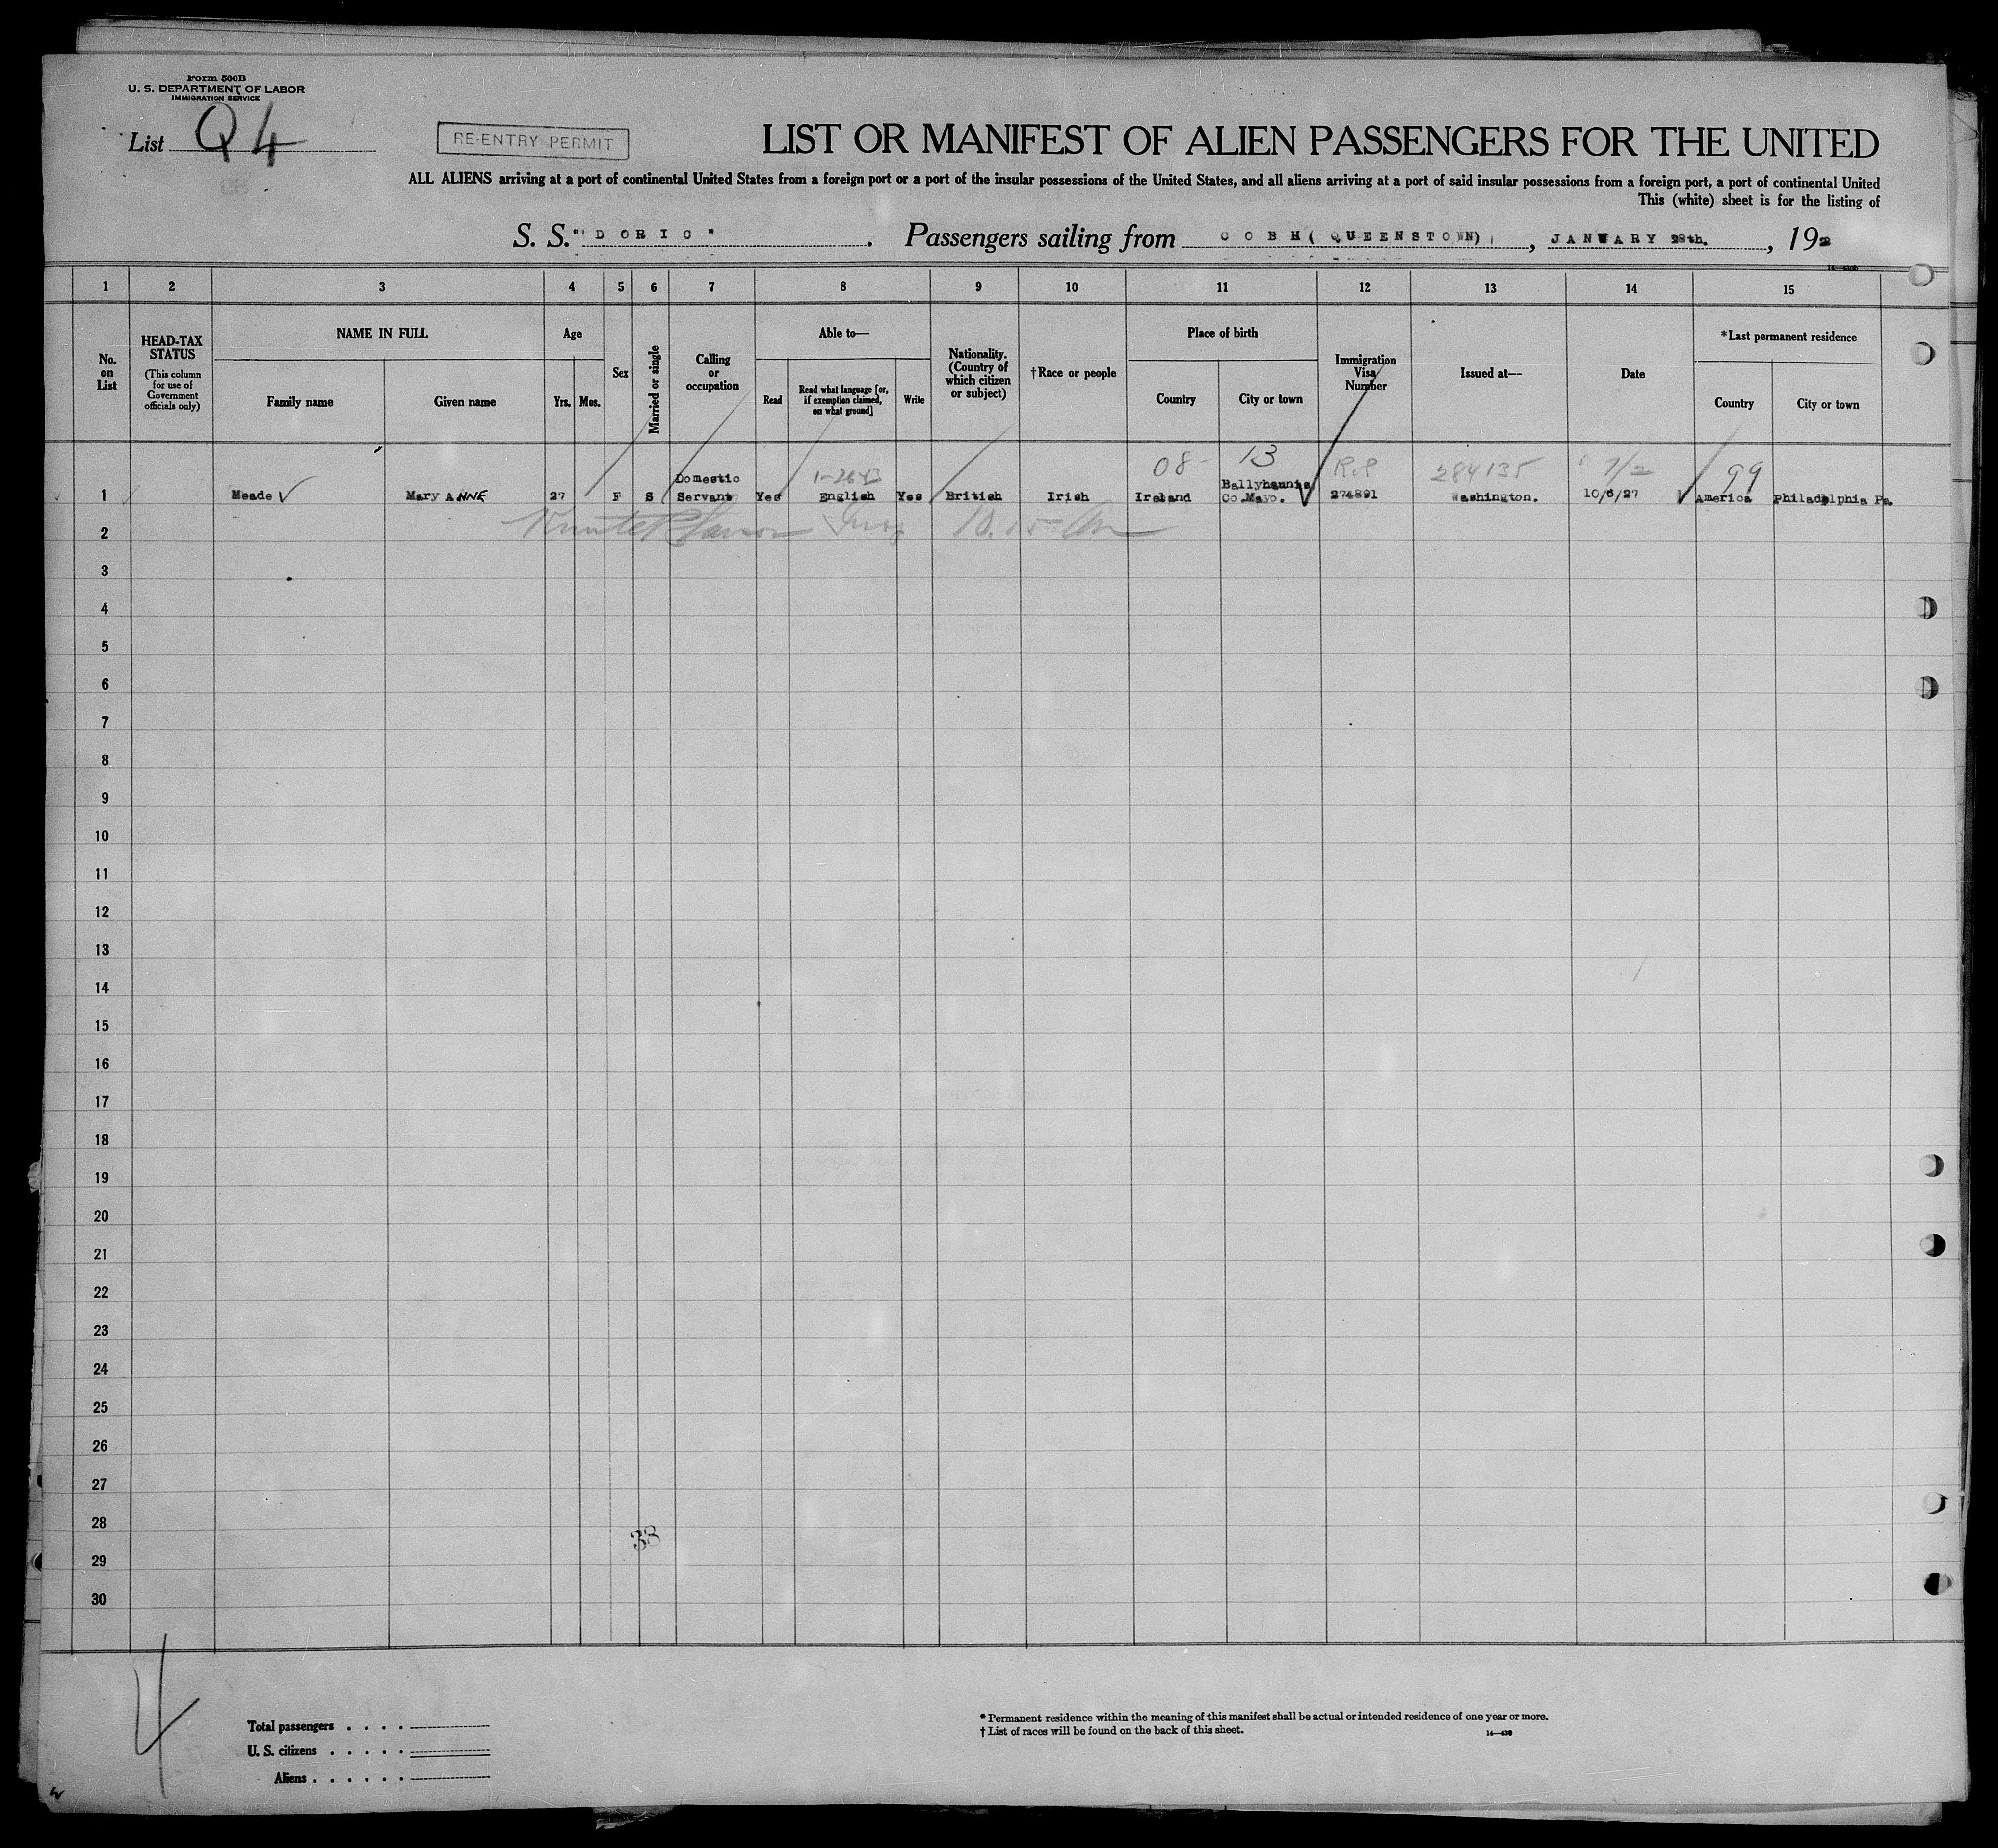 Form 500B
U. S. DEPARTMENT OF LABOR
IMMIGRATION SERVICE
List Q4
RE-ENTRY PERMIT
LIST OR MANIFEST OF ALIEN PASSENGERS FOR THE UNITED
ALL ALIENS arriving at a port of continental United States from a foreign port or a port of the insular possessions of the United States, and all aliens arriving at a port of said insular possessions from a foreign port, a port of continental United
This (white) sheet is for the listing of
S. S. "DORIC". Passengers sailing from COBH(QUEENSTOWN), JANUARY 28th., 192
1 2 3 4 5 6 7 8 9 10 11 12 13 14 15
No. on List
HEAD-TAX STATUS
(This column for use of Government officials only)
NAME IN FULL
Family name
Given name
Age
Yrs.
Mos.
Sex
Married or single
Calling or occupation
Able to—
Read
Read what language [or, if exemption claimed, on what ground]
Write
Nationality. (Country of which citizen or subject)
†Race or people
Place of birth
Country
City or town
Immigration Visa Number
Issued at—
Date
*Last permanent residence
Country
City or town
08- 13 R.P 284135 7/2 99
1 Meade ✓ Mary ANNE 27 F S Domestic Servant Yes English Yes British Irish Ireland Ballyhaunis Co.Mayo. 274891 Washington. 10/6/27 America Philadelphia Pa.
2 10.15
3
4
5
6
7
8
9
10
11
12
13
14
15
16
17
18
19
20
21
22
23
24
25
26
27
28
38
29
30
4
Total passengers
U. S. citizens
Aliens
* Permanent residence within the meaning of this manifest shall be actual or intended residence of one year or more.
† List of races will be found on the back of this sheet.